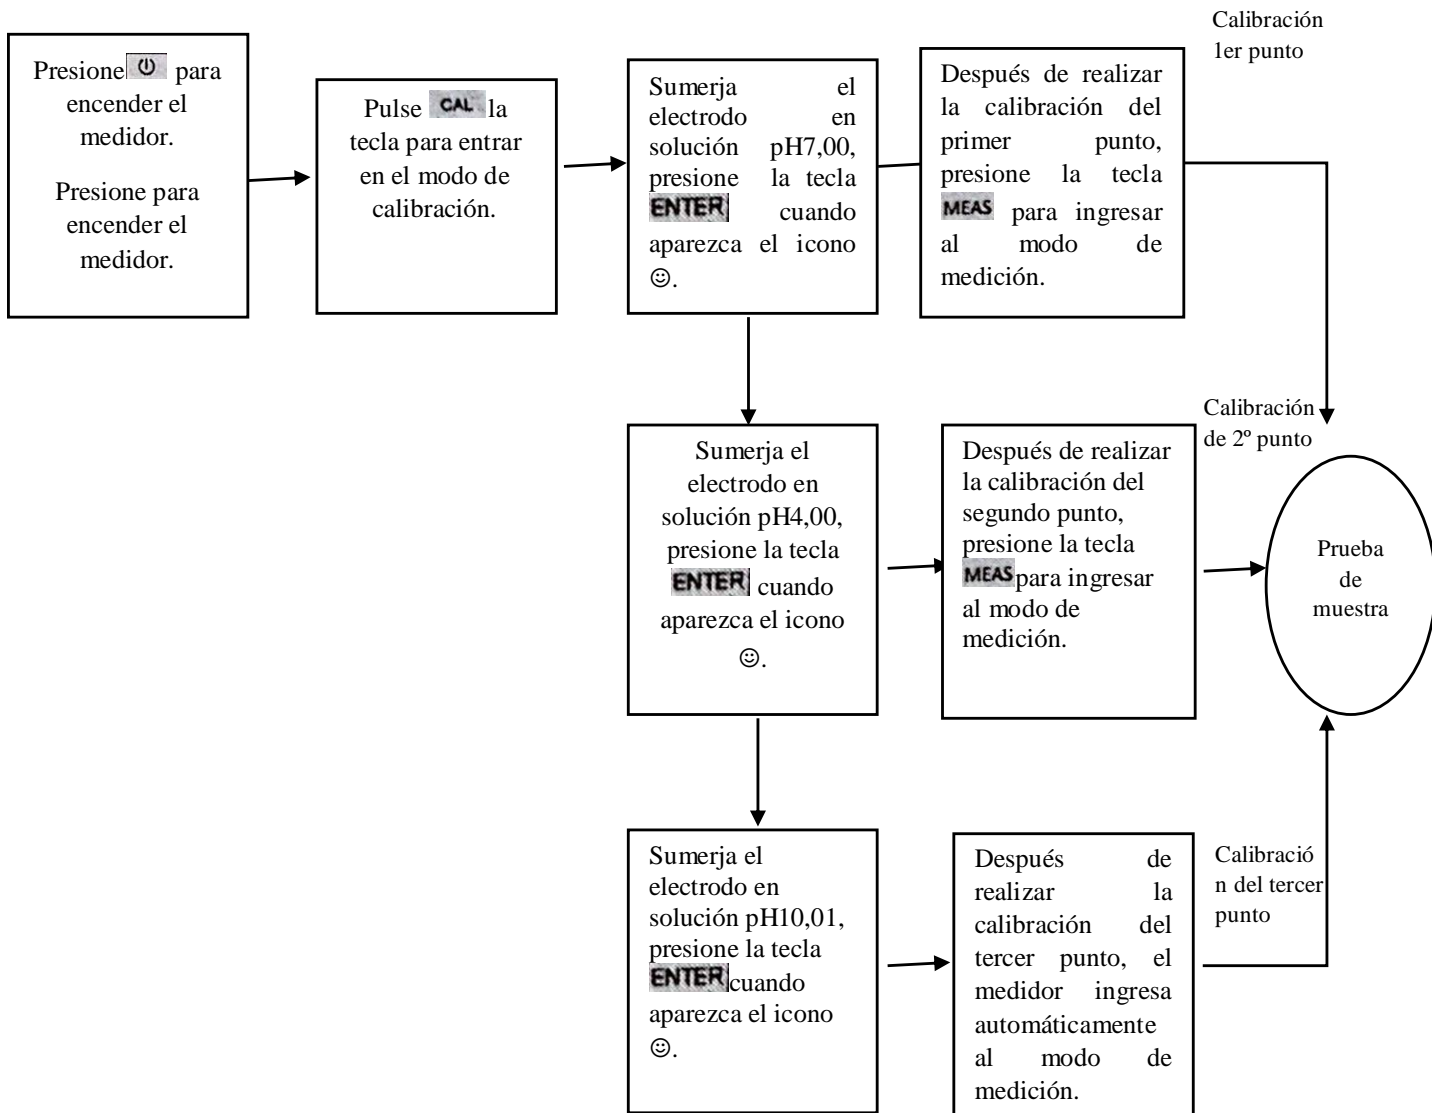 Presione ⏻ para
encender el
medidor.
Presione para
encender el
medidor.
Pulse CAL la
tecla para entrar
en el modo de
calibración.
Sumerja el
electrodo en
solución pH7,00,
presione la tecla
ENTER cuando
aparezca el icono
☺.
Después de realizar
la calibración del
primer punto,
presione la tecla
MEAS para ingresar
al modo de
medición.
Calibración
1er punto
Sumerja el
electrodo en
solución pH4,00,
presione la tecla
ENTER cuando
aparezca el icono
☺.
Después de realizar
la calibración del
segundo punto,
presione la tecla
MEAS para ingresar
al modo de
medición.
Calibración
de 2º punto
Prueba
de
muestra
Sumerja el
electrodo en
solución pH10,01,
presione la tecla
ENTER cuando
aparezca el icono
☺.
Después de
realizar la
calibración del
tercer punto, el
medidor ingresa
automáticamente
al modo de
medición.
Calibració
n del tercer
punto